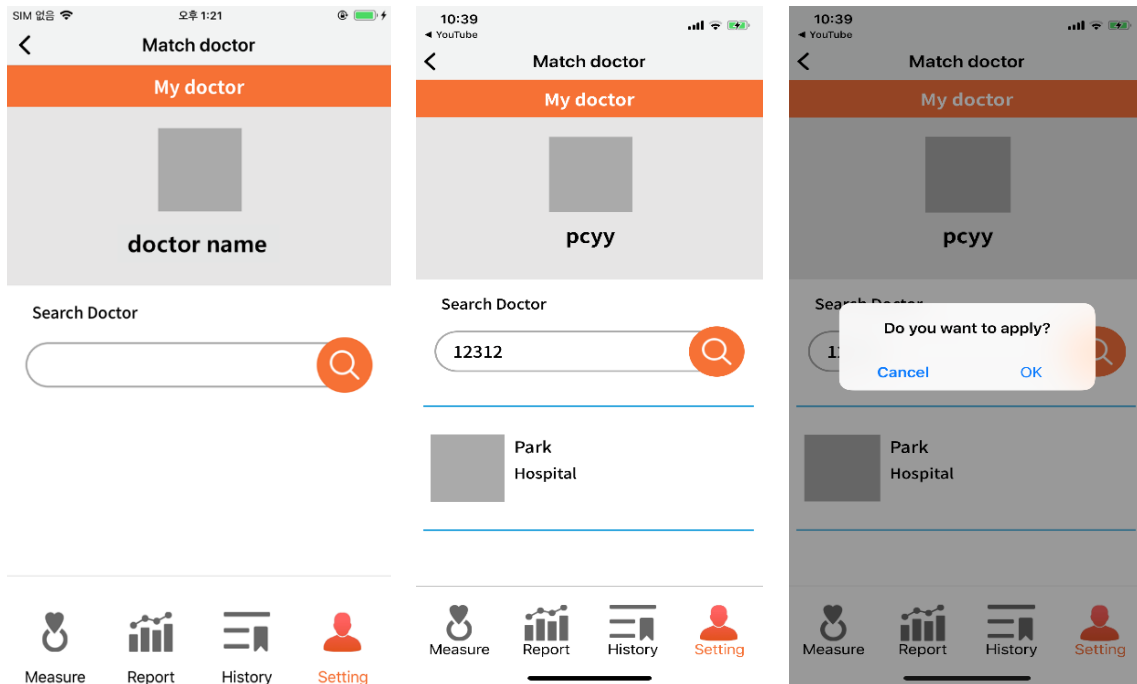 SIM 없음 오후 1:21
Match doctor
My doctor
doctor name
Search Doctor
Measure Report History Setting
10:39
◀ YouTube
Match doctor
My doctor
pcyy
Search Doctor
12312
Park
Hospital
Measure Report History Setting
10:39
◀ YouTube
Match doctor
My doctor
pcyy
Do you want to apply?
Cancel OK
Park
Hospital
Measure Report History Setting